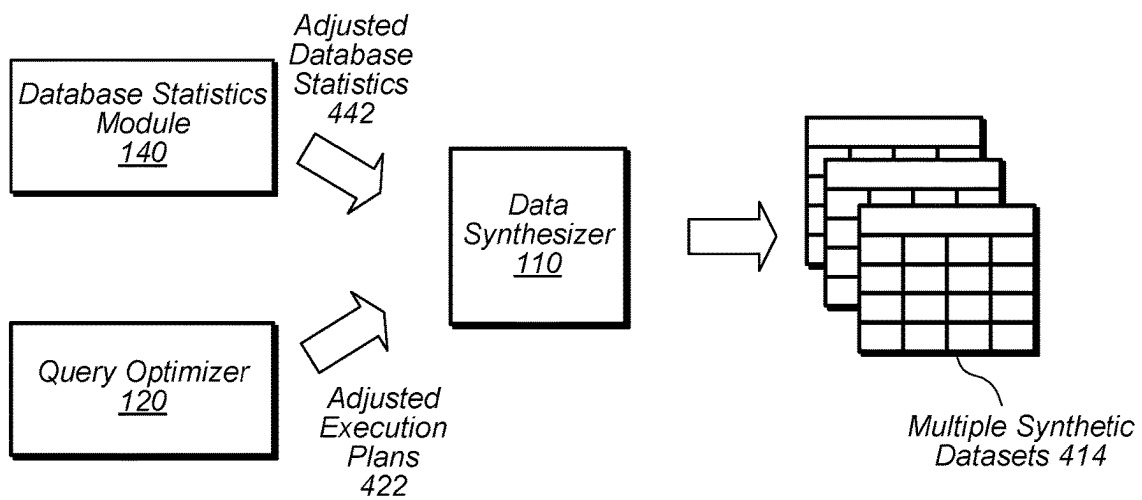 Database Statistics
Module
140
Adjusted
Database
Statistics
442
Data
Synthesizer
110
Query Optimizer
120
Adjusted
Execution
Plans
422
Multiple Synthetic
Datasets 414